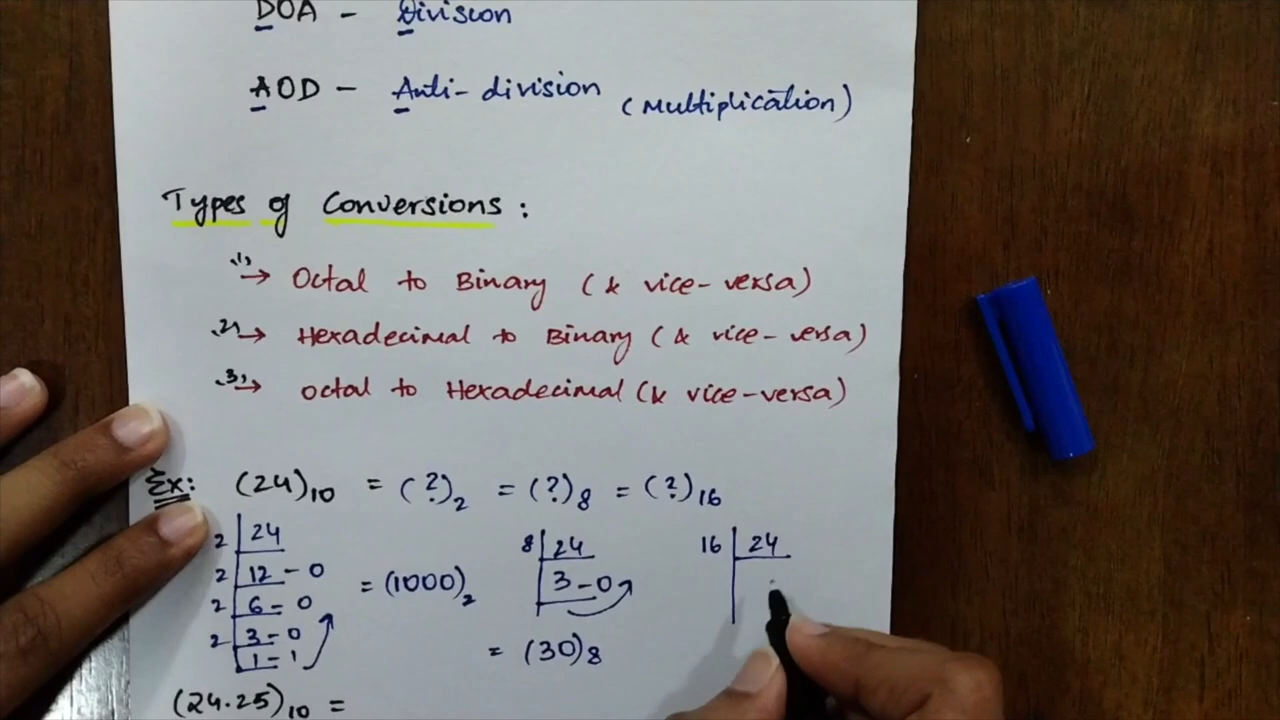 DOA - Division
AOD - Anti-division (Multiplication)
Types of Conversions :
1) → Octal to Binary (& vice-versa)
2) → Hexadecimal to Binary (& vice-versa)
3) → octal to Hexadecimal (& vice-versa)
Ex: (24)10 = (?)2 = (?)8 = (?)16
2 | 24
2 | 12 - 0
2 | 6 - 0
2 | 3 - 0
1 - 1
= (1000)2
8 | 24
3 - 0
= (30)8
16 | 24
(24.25)10 =